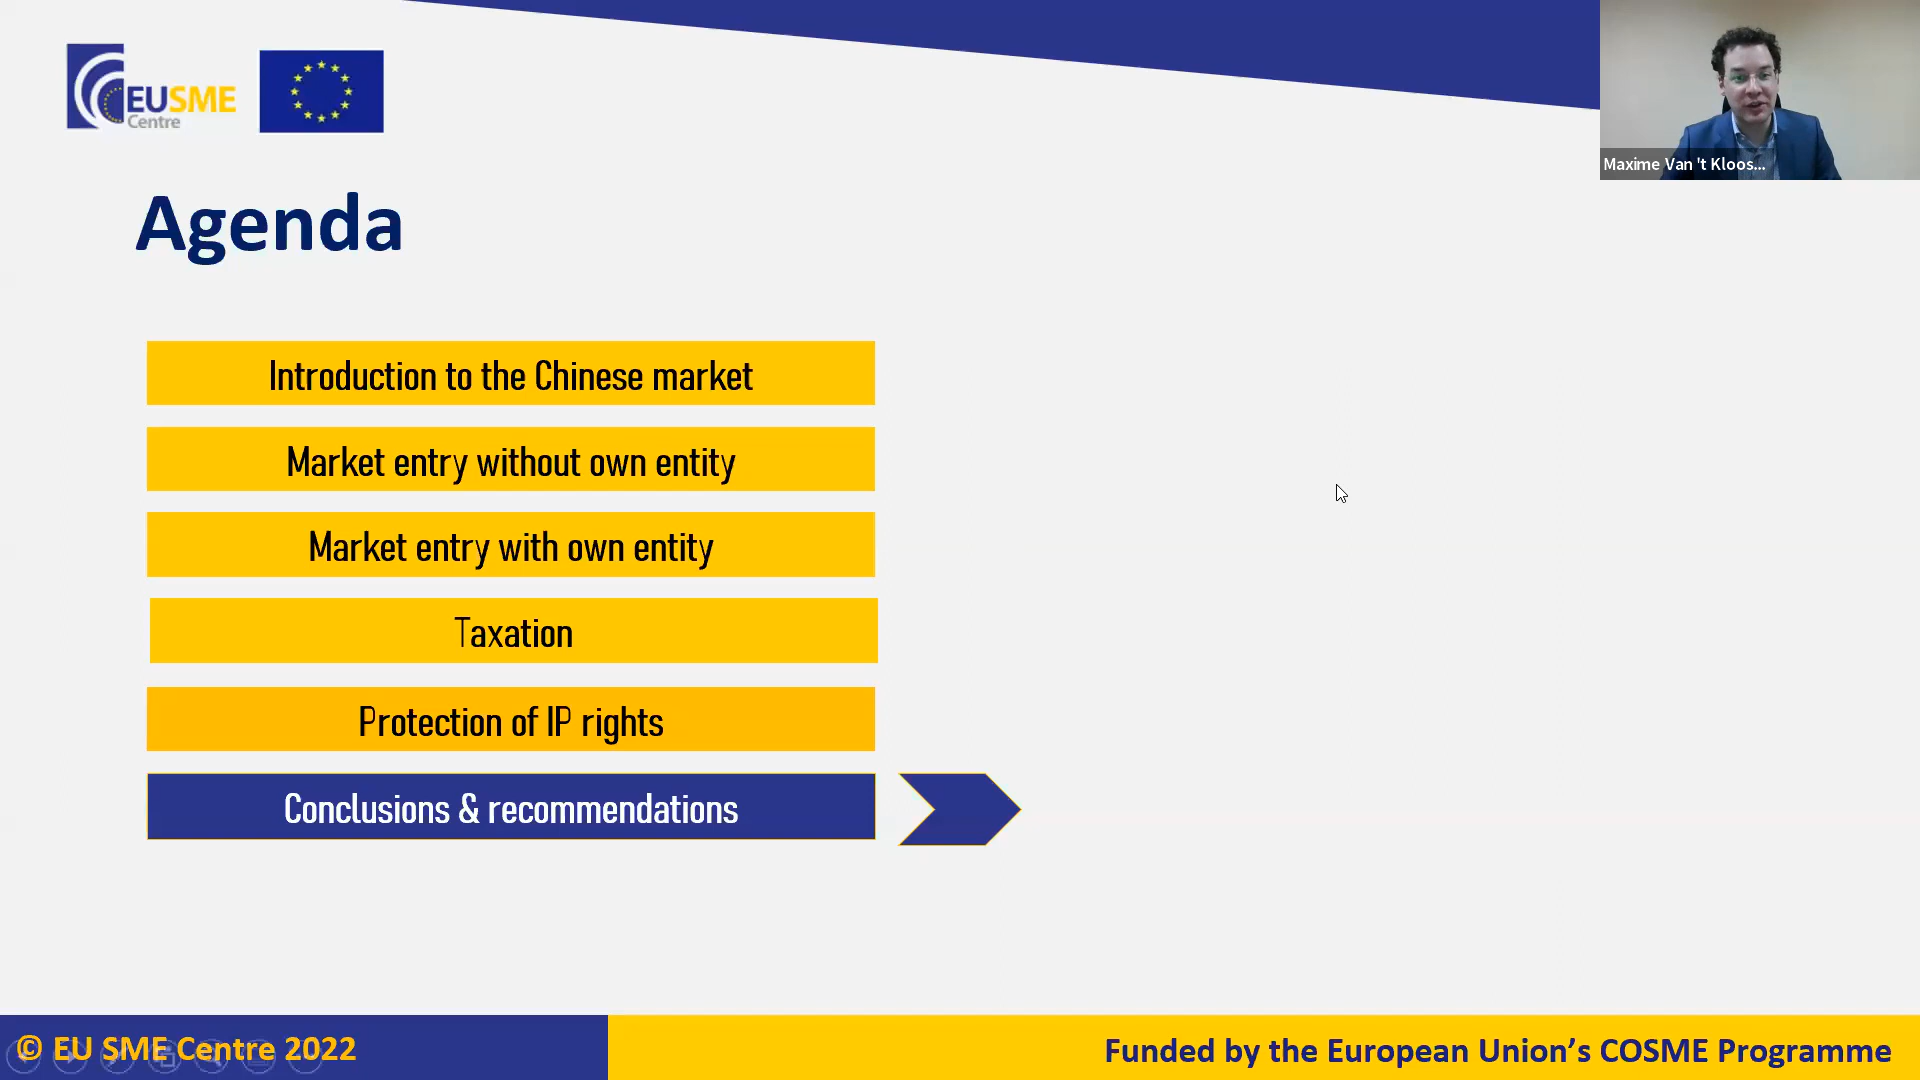 EUSME
Centre
Maxime Van 't Kloos...
Agenda
Introduction to the Chinese market
Market entry without own entity
Market entry with own entity
Taxation
Protection of IP rights
Conclusions & recommendations
© EU SME Centre 2022
Funded by the European Union’s COSME Programme